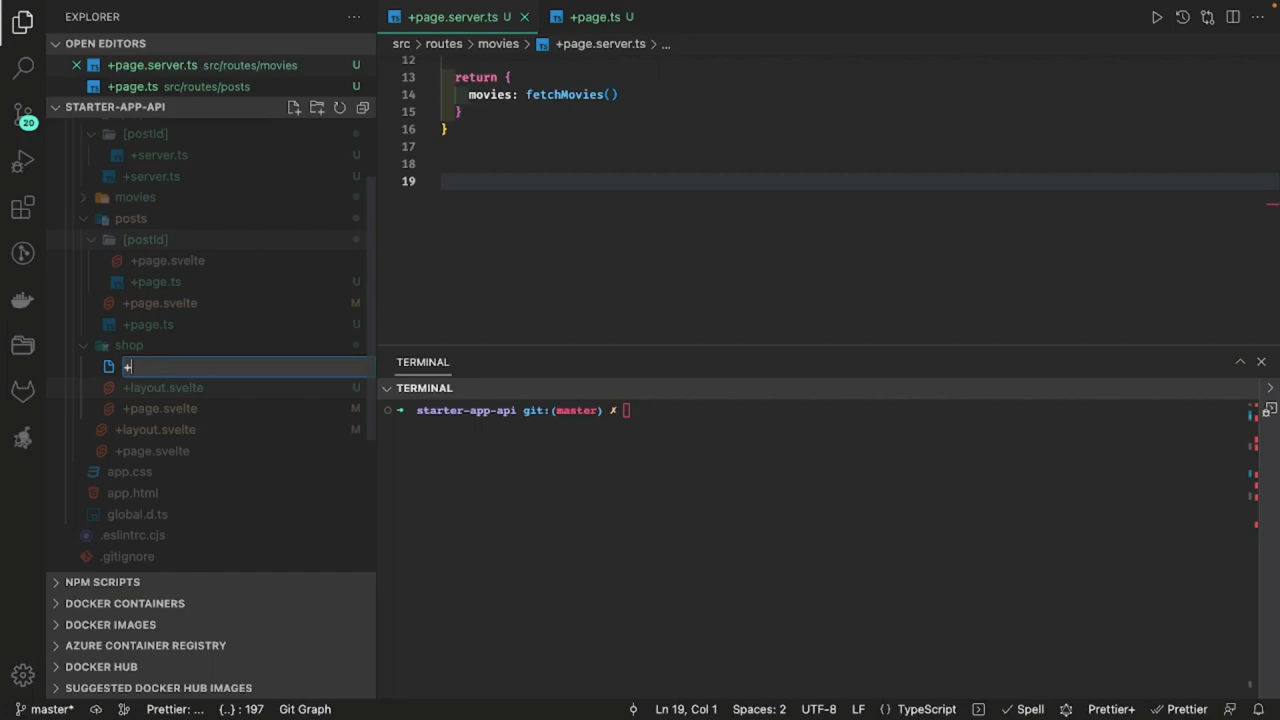 EXPLORER
OPEN EDITORS
+page.server.ts src/routes/movies U
+page.ts src/routes/posts U
STARTER-APP-API
[postId]
+server.ts U
+server.ts U
movies
posts
[postId]
+page.svelte
+page.ts U
+page.svelte M
+page.ts U
shop
+
+layout.svelte U
+page.svelte M
+layout.svelte
+page.svelte
app.css
app.html
global.d.ts
.eslintrc.cjs
.gitignore
NPM SCRIPTS
DOCKER CONTAINERS
DOCKER IMAGES
AZURE CONTAINER REGISTRY
DOCKER HUB
SUGGESTED DOCKER HUB IMAGES
20
+page.server.ts U
+page.ts U
src > routes > movies > +page.server.ts > ...
12
13 return {
14 movies: fetchMovies()
15 }
16 }
17
18
19
TERMINAL
TERMINAL
starter-app-api git:(master) ✗
master* Prettier: ... {..} : 197 Git Graph Ln 19, Col 1 Spaces: 2 UTF-8 LF { } TypeScript Spell Prettier+ Prettier